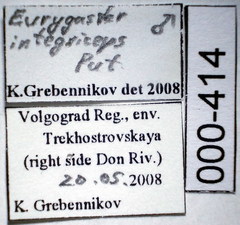 Eurygaster ♂
integriceps
Put.
K.Grebennikov det 2008
Volgograd Reg., env.
Trekhostrovskaya
(right side Don Riv.)
20.05.2008
K. Grebennikov
000-414